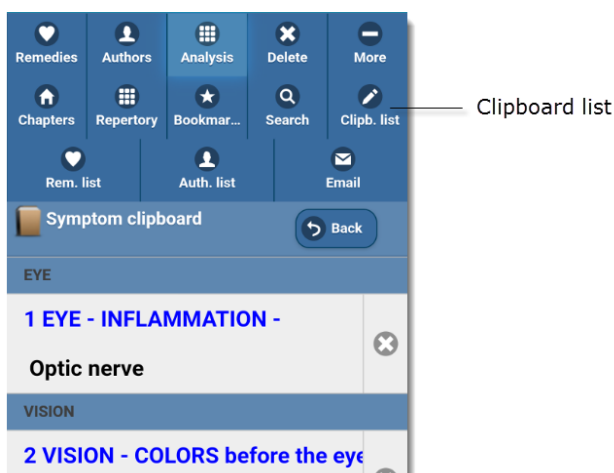 Remedies Authors Analysis Delete More
Chapters Repertory Bookmar... Search Clipb. list
Clipboard list
Rem. list Auth. list Email
Symptom clipboard
Back
EYE
1 EYE - INFLAMMATION -
Optic nerve
VISION
2 VISION - COLORS before the eye